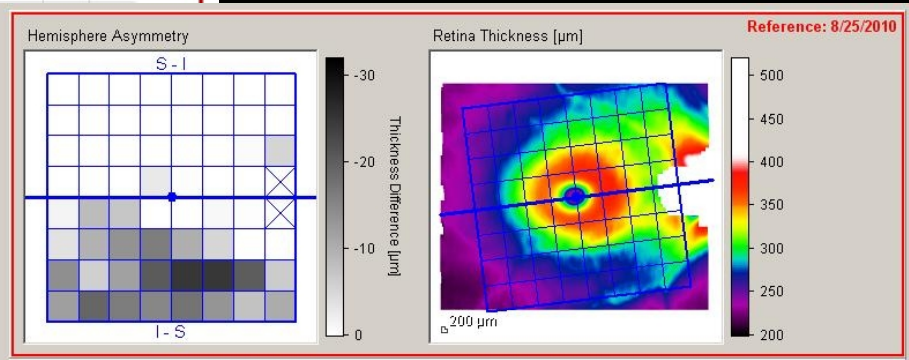 Reference: 8/25/2010
Hemisphere Asymmetry
S - I
I - S
-30
-20
-10
0
Thickness Difference [µm]
Retina Thickness [µm]
200 µm
500
450
400
350
300
250
200